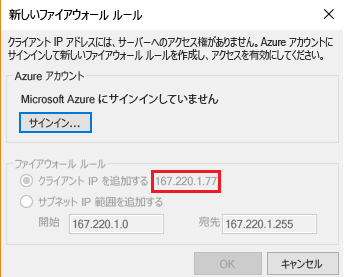 新しいファイアウォール ルール
クライアント IP アドレスには、サーバーへのアクセス権がありません。Azure アカウントに
サインインして新しいファイアウォール ルールを作成し、アクセスを有効にしてください。
Azure アカウント
Microsoft Azure にサインインしていません
サインイン...
ファイアウォール ルール
クライアント IP を追加する 167.220.1.77
サブネット IP 範囲を追加する
開始 167.220.1.0 宛先 167.220.1.255
OK キャンセル